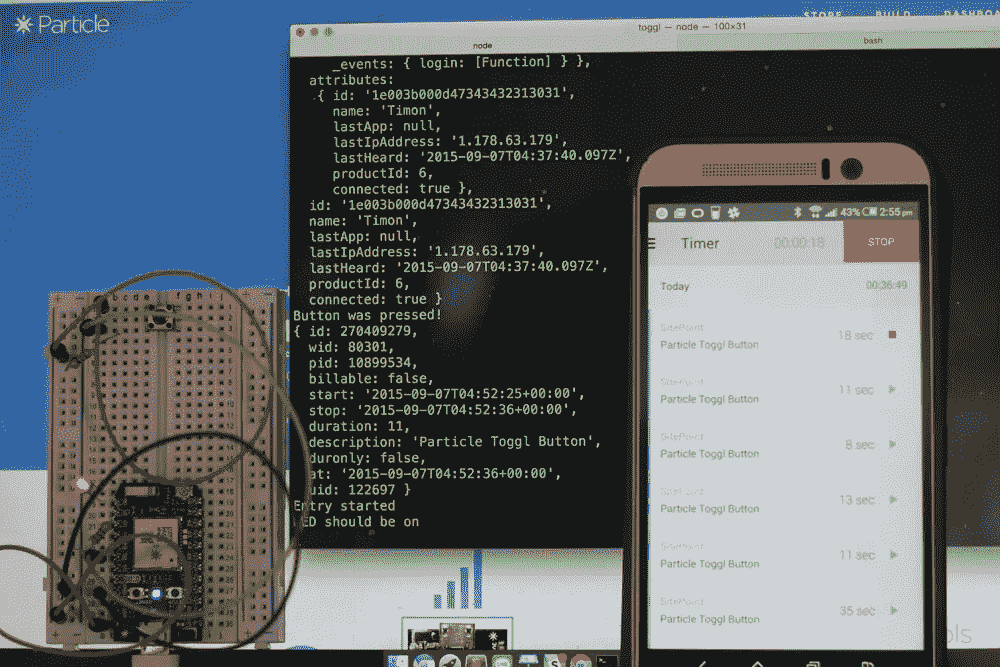 Particle
STORE BUILD DASHBOAR
toggl — node — 100×31
node
bash
_events: { login: [Function] } },
attributes:
{ id: '1e003b000d47343432313031',
name: 'Timon',
lastApp: null,
lastIpAddress: '1.178.63.179',
lastHeard: '2015-09-07T04:37:40.097Z',
productId: 6,
connected: true },
id: '1e003b000d47343432313031',
name: 'Timon',
lastApp: null,
lastIpAddress: '1.178.63.179',
lastHeard: '2015-09-07T04:37:40.097Z',
productId: 6,
connected: true }
Button was pressed!
{ id: 270409279,
wid: 80301,
pid: 10899534,
billable: false,
start: '2015-09-07T04:52:25+00:00',
stop: '2015-09-07T04:52:36+00:00',
duration: 11,
description: 'Particle Toggl Button',
duronly: false,
at: '2015-09-07T04:52:36+00:00',
uid: 122697 }
Entry started
LED should be on
43% 2:55 pm
Timer 00:00:18 STOP
Today 00:36:49
SitePoint
Particle Toggl Button 18 sec
SitePoint
Particle Toggl Button 11 sec
SitePoint
Particle Toggl Button 8 sec
SitePoint
Particle Toggl Button 13 sec
SitePoint
Particle Toggl Button 11 sec
SitePoint
Particle Toggl Button 35 sec
ols